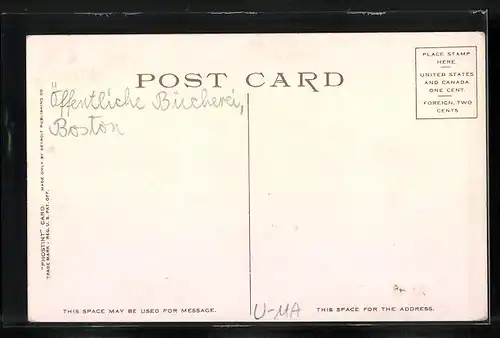 POST CARD
Öffentliche Bücherei,
Boston
PLACE STAMP
HERE.
UNITED STATES
AND CANADA
ONE CENT.
FOREIGN, TWO
CENTS
"PHOSTINT" CARD. MADE ONLY BY DETROIT PUBLISHING CO.
TRADE MARK - REG. U.S. PAT. OFF.
THIS SPACE MAY BE USED FOR MESSAGE.
U-MA
THIS SPACE FOR THE ADDRESS.